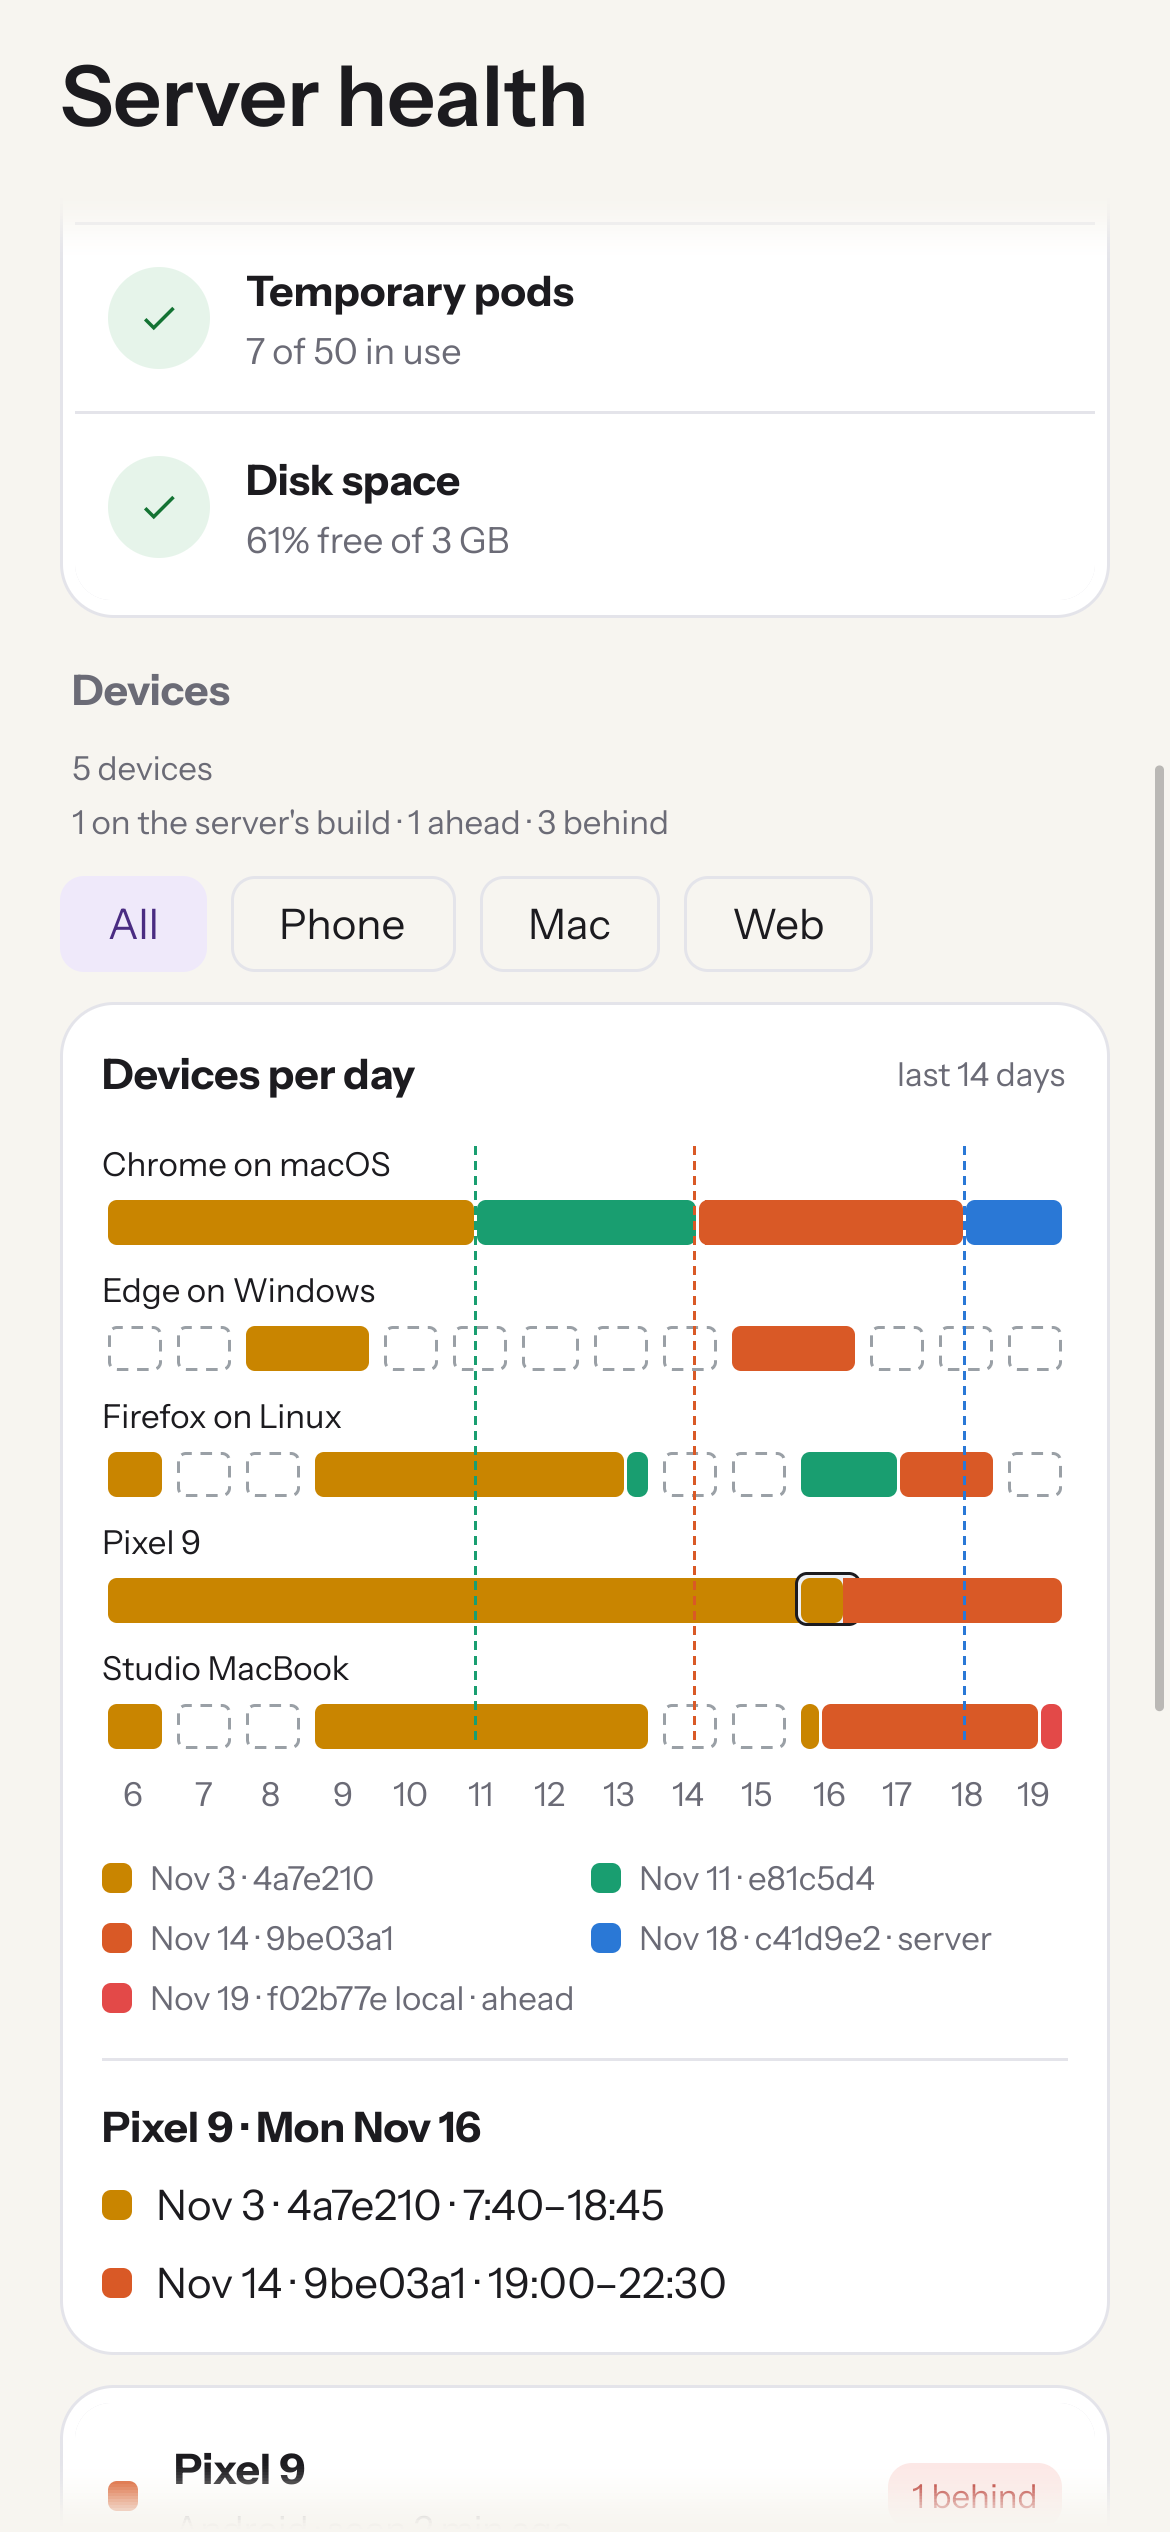 Server health
Temporary pods
7 of 50 in use
Disk space
61% free of 3 GB
Devices
5 devices
1 on the server's build · 1 ahead · 3 behind
All
Phone
Mac
Web
Devices per day
last 14 days
Chrome on macOS
Edge on Windows
Firefox on Linux
Pixel 9
Studio MacBook
6 7 8 9 10 11 12 13 14 15 16 17 18 19
Nov 3 · 4a7e210
Nov 11 · e81c5d4
Nov 14 · 9be03a1
Nov 18 · c41d9e2 · server
Nov 19 · f02b77e local · ahead
Pixel 9 · Mon Nov 16
Nov 3 · 4a7e210 · 7:40–18:45
Nov 14 · 9be03a1 · 19:00–22:30
Pixel 9
1 behind